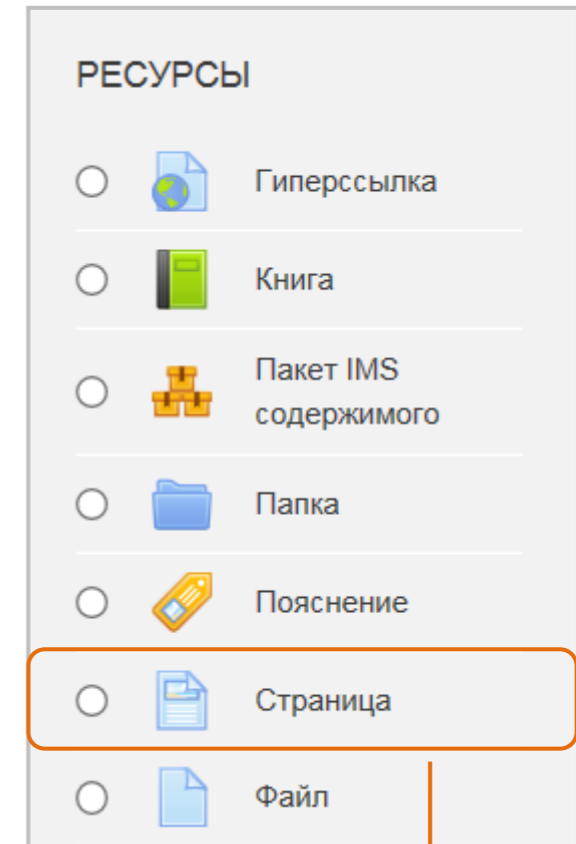 РЕСУРСЫ
Гиперссылка
Книга
Пакет IMS
содержимого
Папка
Пояснение
Страница
Файл